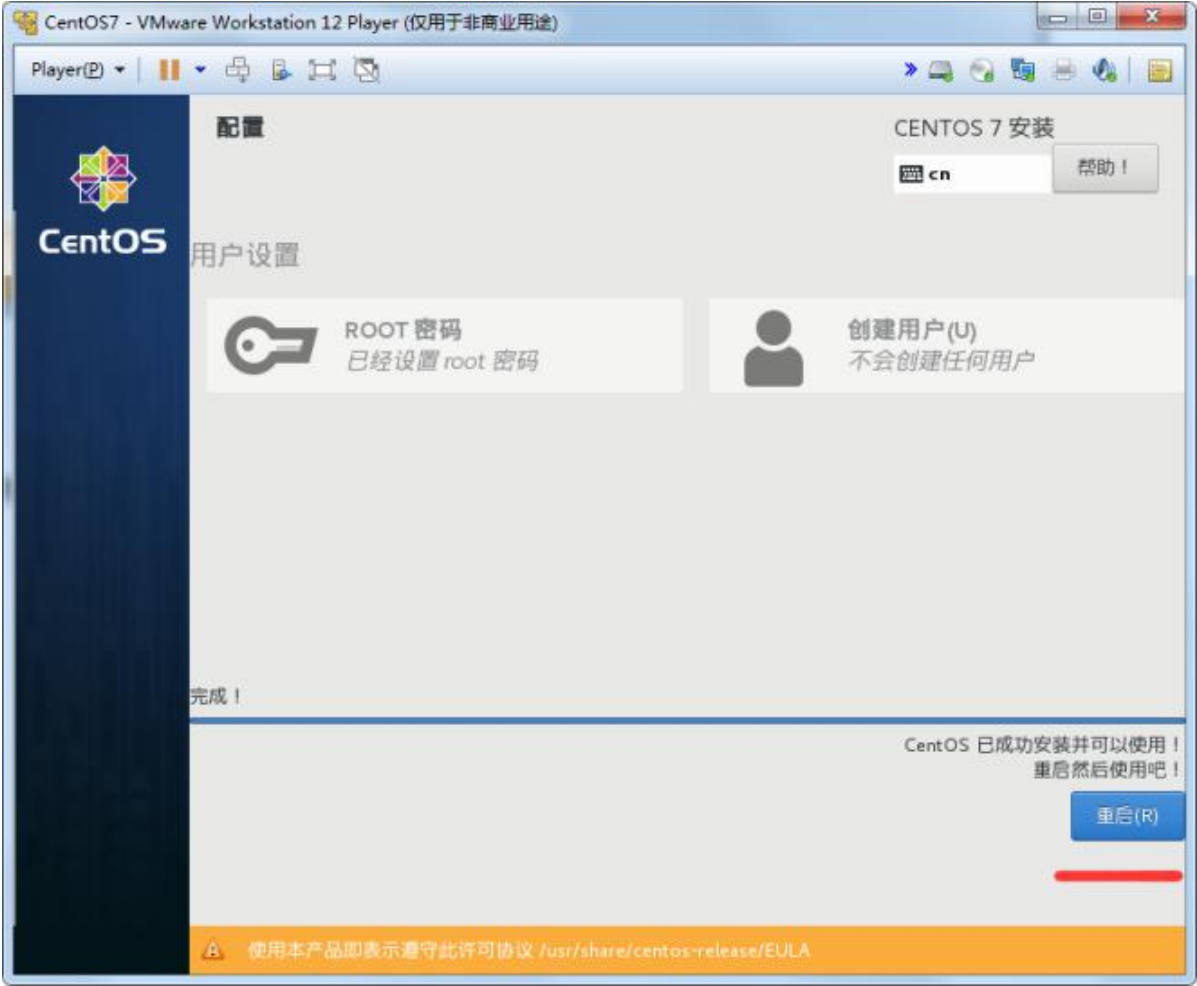 CentOS7 - VMware Workstation 12 Player (仅用于非商业用途)
Player(P)
配置
CENTOS 7 安装
cn
帮助！
CentOS
用户设置
ROOT 密码
已经设置 root 密码
创建用户(U)
不会创建任何用户
完成！
CentOS 已成功安装并可以使用！
重启然后使用吧！
重启(R)
使用本产品即表示遵守此许可协议 /usr/share/centos-release/EULA